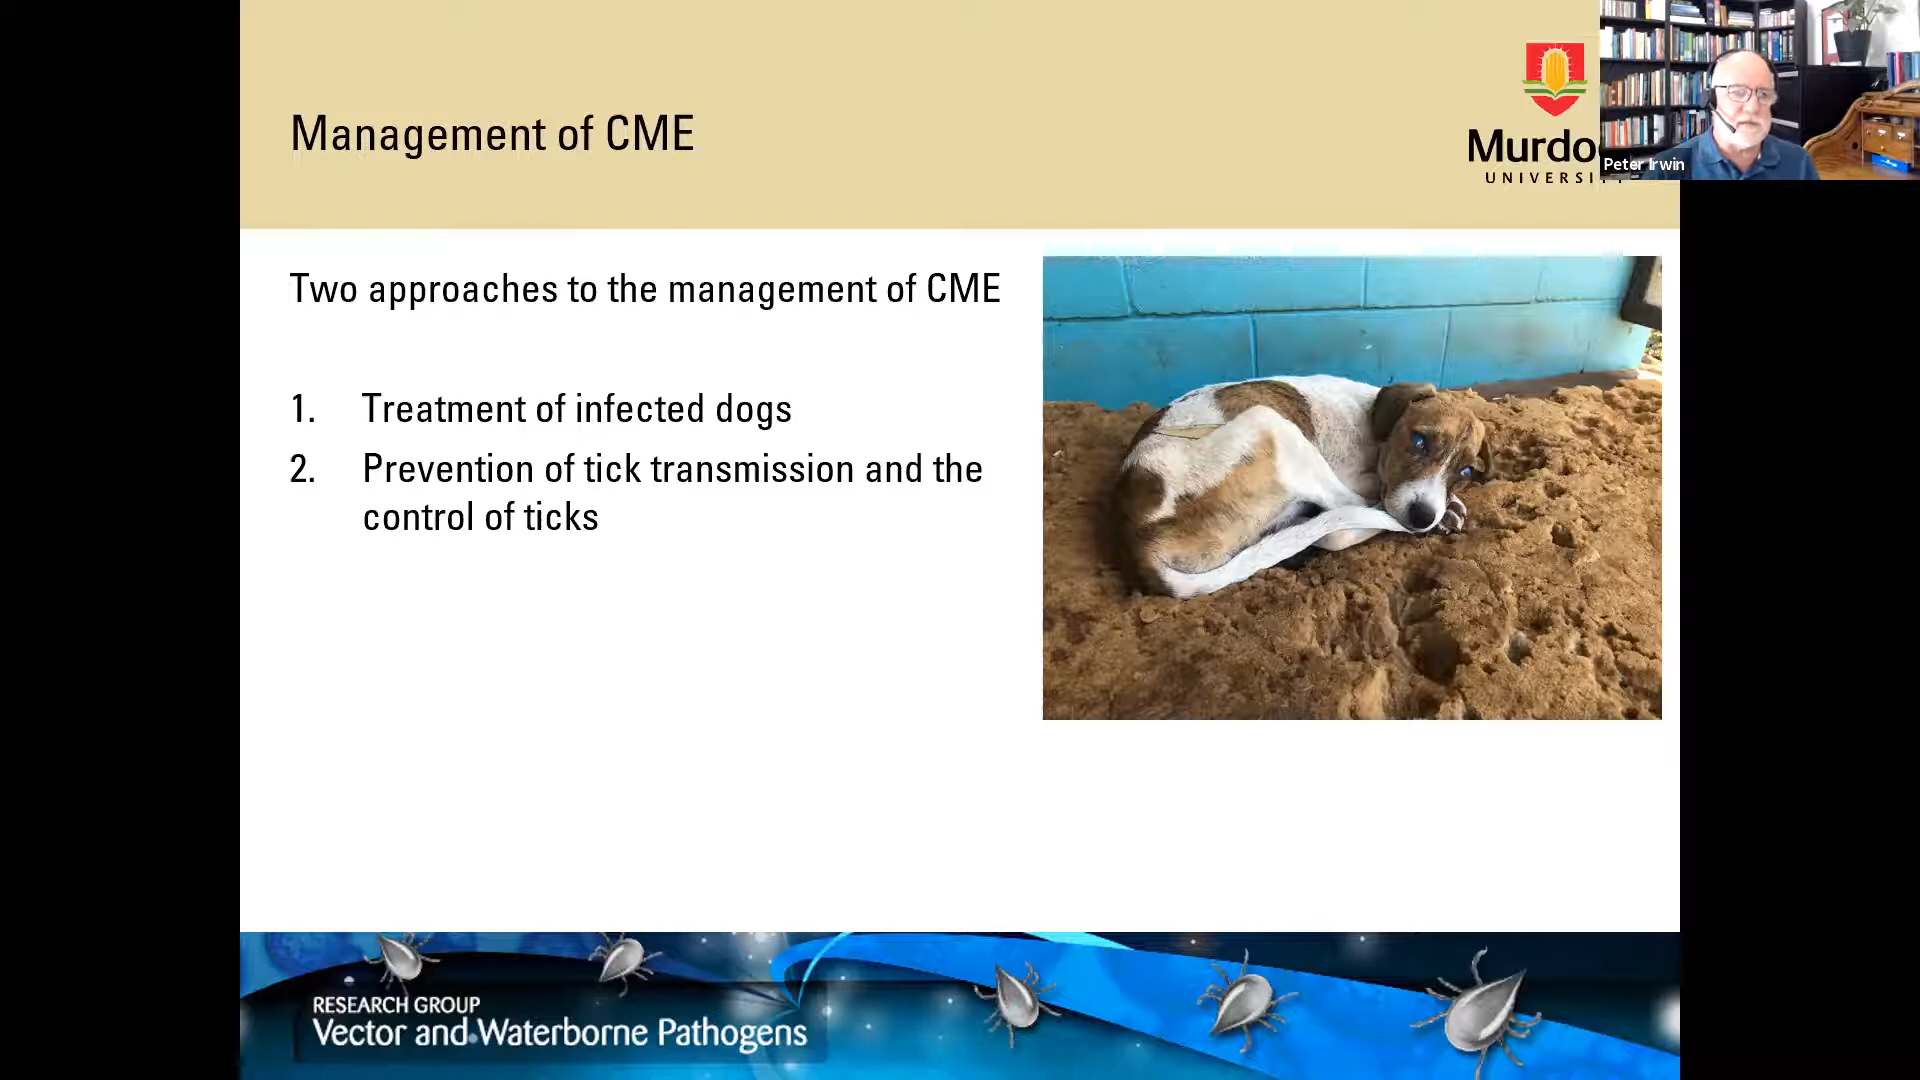 Management of CME
Murdo
UNIVERSI
Peter Irwin
Two approaches to the management of CME
1. Treatment of infected dogs
2. Prevention of tick transmission and the
control of ticks
RESEARCH GROUP
Vector and Waterborne Pathogens